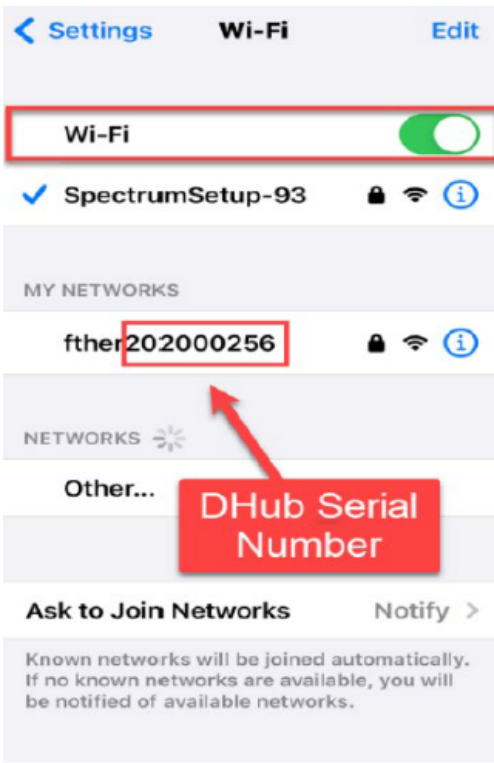 Settings Wi-Fi Edit
Wi-Fi
SpectrumSetup-93
MY NETWORKS
fther202000256
NETWORKS
Other...
DHub Serial
Number
Ask to Join Networks Notify >
Known networks will be joined automatically.
If no known networks are available, you will
be notified of available networks.